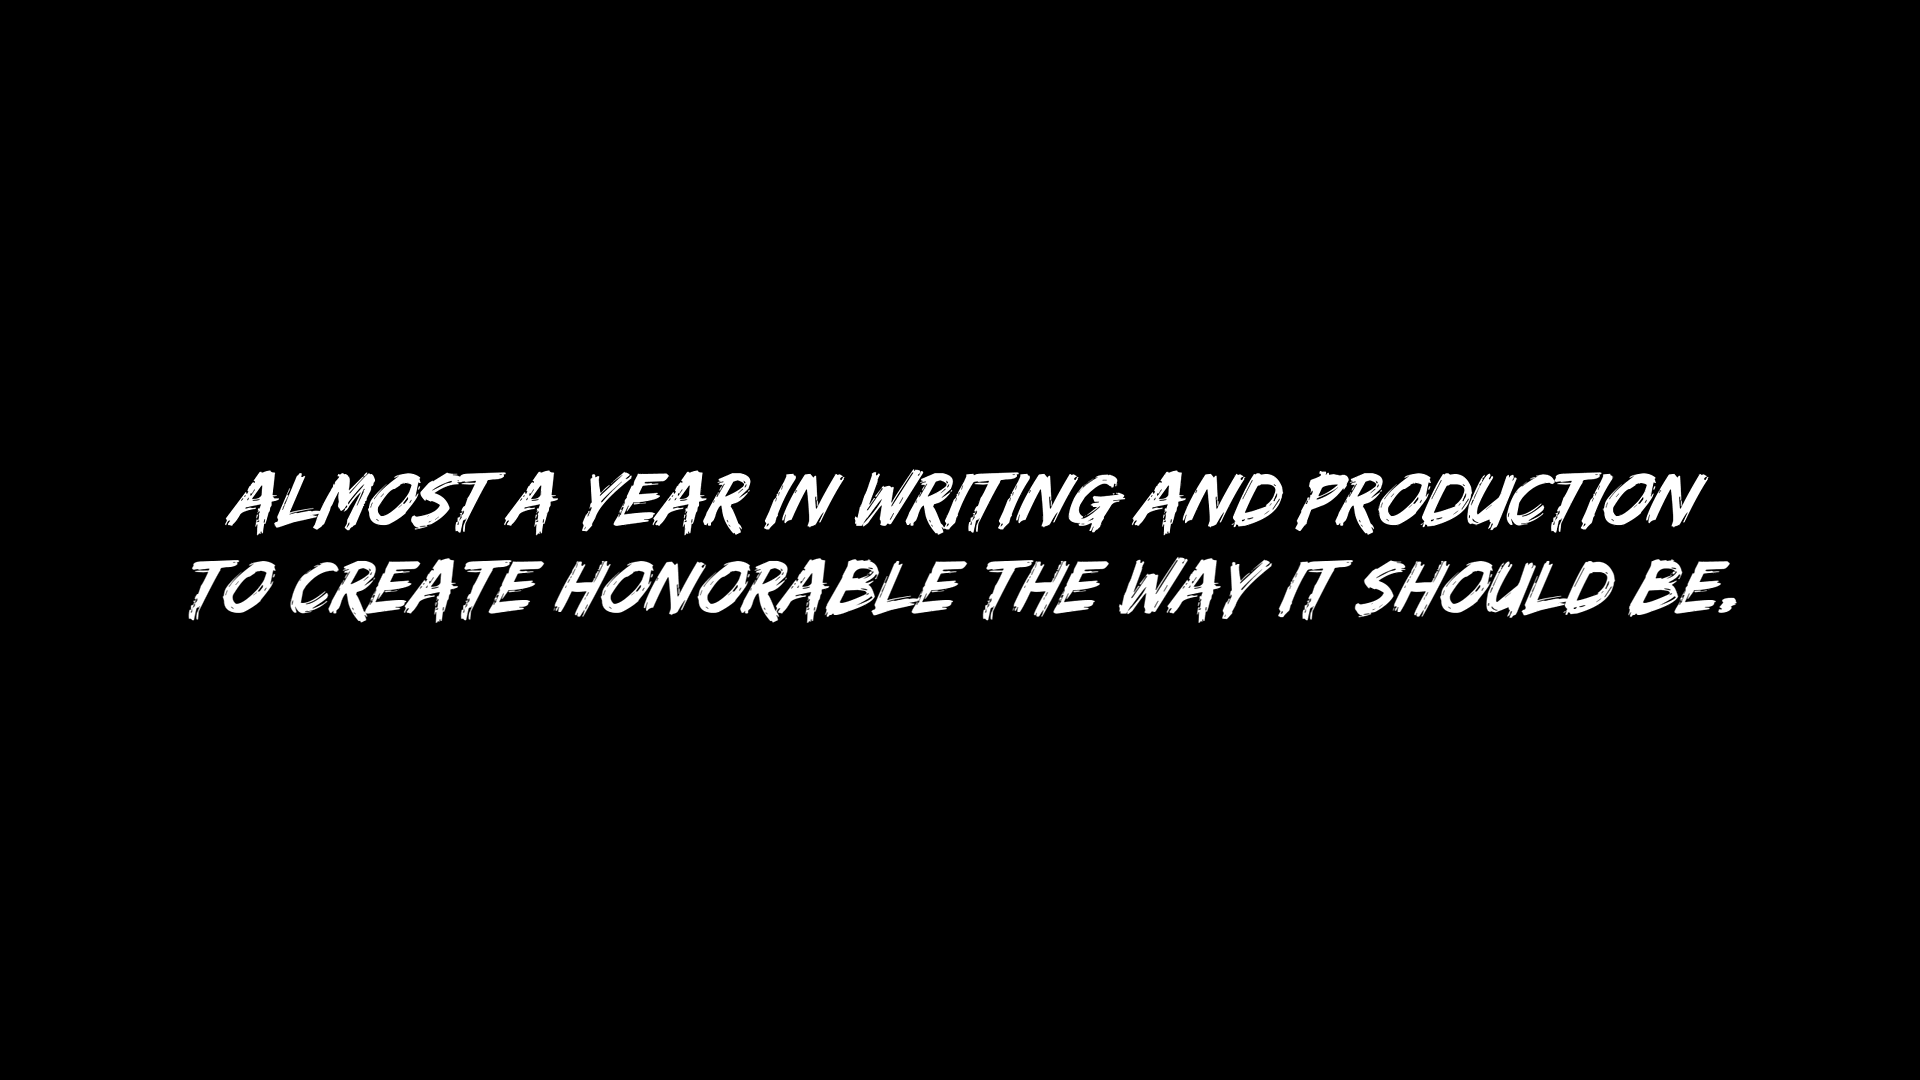 ALMOST A YEAR IN WRITING AND PRODUCTION
TO CREATE HONORABLE THE WAY IT SHOULD BE.